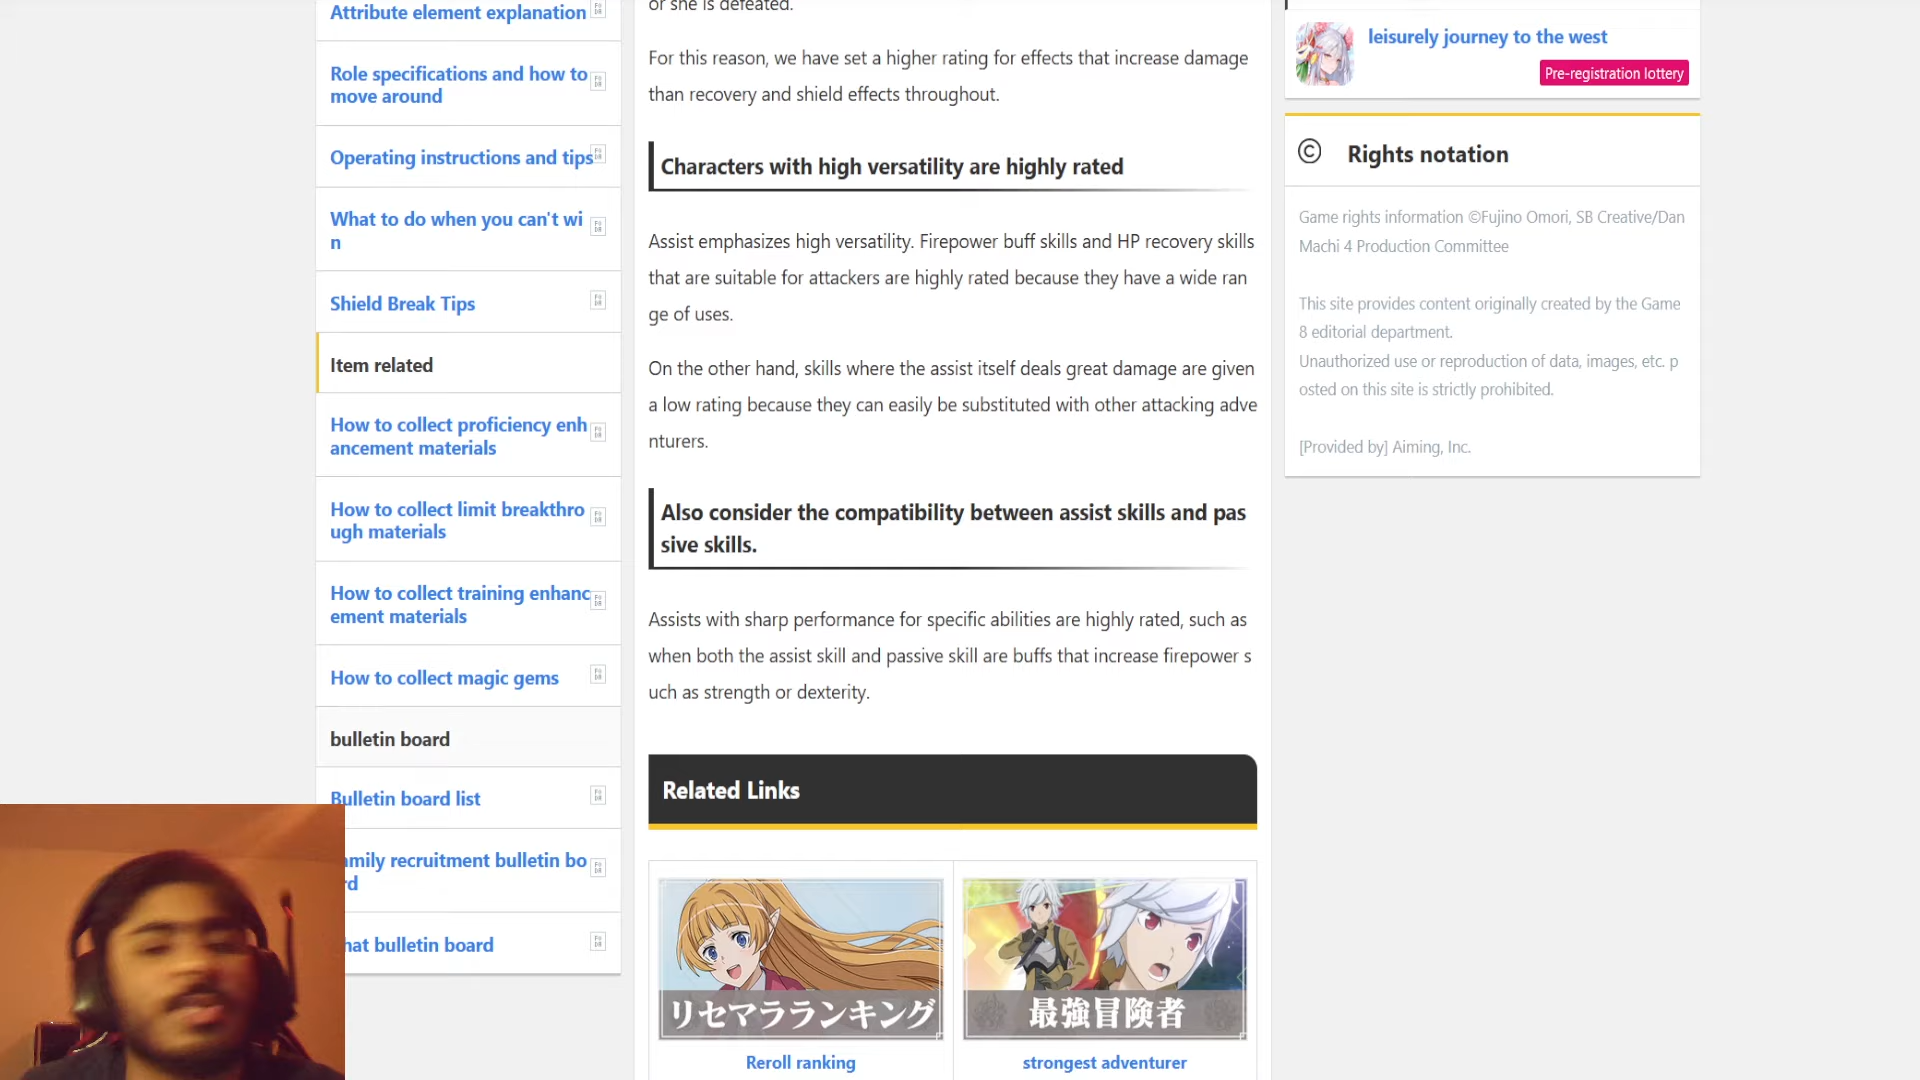 Attribute element explanation
Role specifications and how to
move around
Operating instructions and tips
What to do when you can't wi
n
Shield Break Tips
Item related
How to collect proficiency enh
ancement materials
How to collect limit breakthro
ugh materials
How to collect training enhanc
ement materials
How to collect magic gems
bulletin board
Bulletin board list
amily recruitment bulletin bo
rd
hat bulletin board
or she is defeated.
For this reason, we have set a higher rating for effects that increase damage
than recovery and shield effects throughout.
Characters with high versatility are highly rated
Assist emphasizes high versatility. Firepower buff skills and HP recovery skills
that are suitable for attackers are highly rated because they have a wide ran
ge of uses.
On the other hand, skills where the assist itself deals great damage are given
a low rating because they can easily be substituted with other attacking adve
nturers.
Also consider the compatibility between assist skills and pas
sive skills.
Assists with sharp performance for specific abilities are highly rated, such as
when both the assist skill and passive skill are buffs that increase firepower s
uch as strength or dexterity.
Related Links
リセマララランキング
Reroll ranking
最強冒険者
strongest adventurer
leisurely journey to the west
Pre-registration lottery
© Rights notation
Game rights information ©Fujino Omori, SB Creative/Dan
Machi 4 Production Committee
This site provides content originally created by the Game
8 editorial department.
Unauthorized use or reproduction of data, images, etc. p
osted on this site is strictly prohibited.
[Provided by] Aiming, Inc.